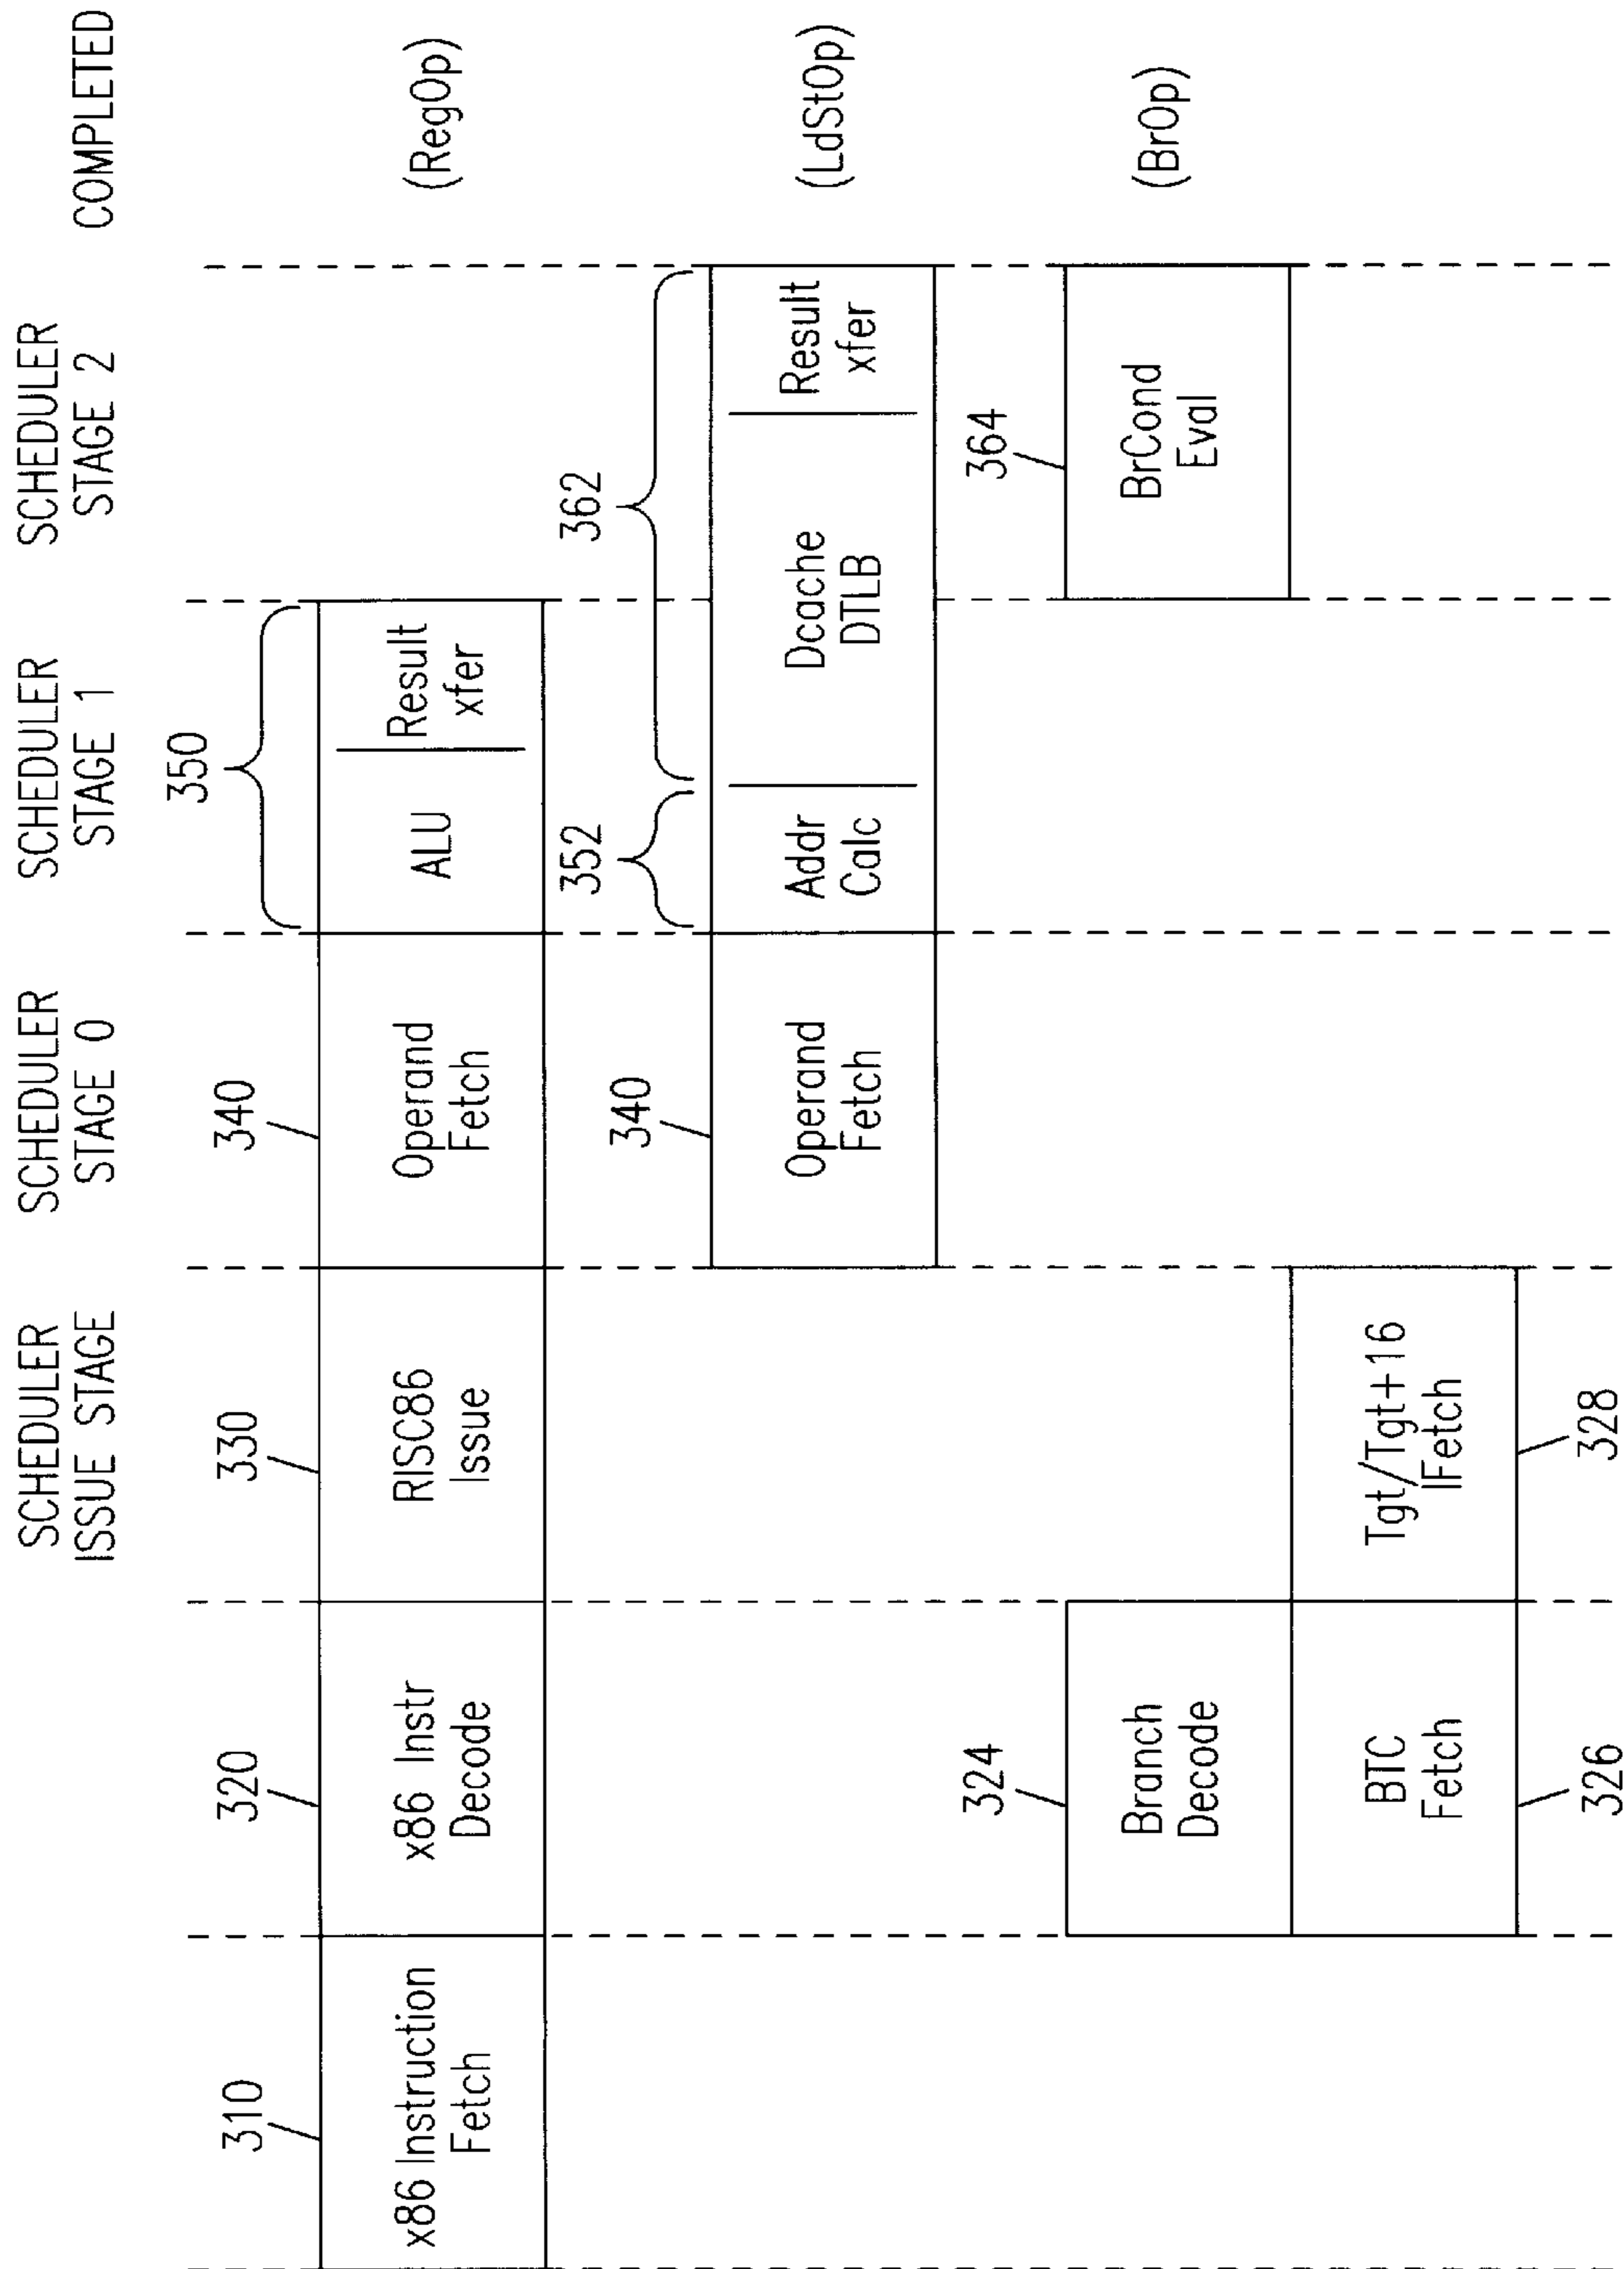 SCHEDULER
ISSUE STAGE
SCHEDULER
STAGE 0
SCHEDULER
STAGE 1
SCHEDULER
STAGE 2
COMPLETED
310
x86 Instruction
Fetch
320
x86 Instr
Decode
330
RISC86
Issue
340
Operand
Fetch
350
ALU
Result
xfer
(RegOp)
340
Operand
Fetch
352
Addr
Calc
362
Dcache
DTLB
Result
xfer
(LdStOp)
324
Branch
Decode
364
BrCond
Eval
(BrOp)
BTC
Fetch
326
Tgt/Tgt+16
IFetch
328